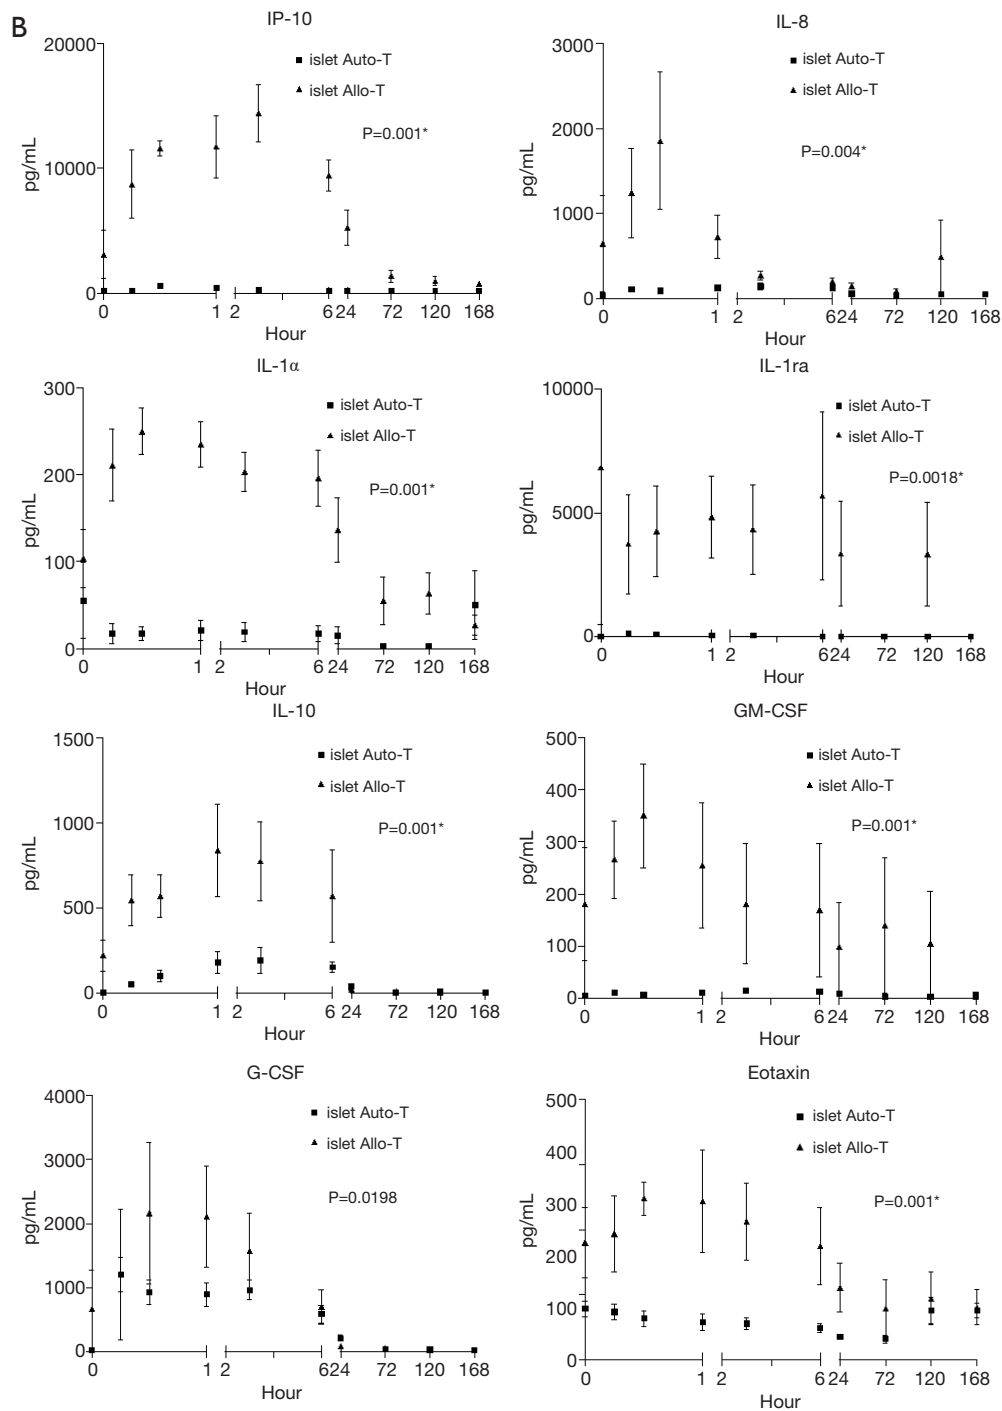 B
IP-10
20000
10000
0
pg/mL
islet Auto-T
islet Allo-T
P=0.001*
0 1 2 6 24 72 120 168
Hour
IL-8
3000
2000
1000
0
pg/mL
islet Auto-T
islet Allo-T
P=0.004*
0 1 2 6 24 72 120 168
Hour
IL-1α
300
200
100
0
pg/mL
islet Auto-T
islet Allo-T
P=0.001*
0 1 2 6 24 72 120 168
Hour
IL-1ra
10000
5000
0
pg/mL
islet Auto-T
islet Allo-T
P=0.0018*
0 1 2 6 24 72 120 168
Hour
IL-10
1500
1000
500
0
pg/mL
islet Auto-T
islet Allo-T
P=0.001*
0 1 2 6 24 72 120 168
Hour
GM-CSF
500
400
300
200
100
0
pg/mL
islet Auto-T
islet Allo-T
P=0.001*
0 1 2 6 24 72 120 168
Hour
G-CSF
4000
3000
2000
1000
0
pg/mL
islet Auto-T
islet Allo-T
P=0.0198
0 1 2 6 24 72 120 168
Hour
Eotaxin
500
400
300
200
100
0
pg/mL
islet Auto-T
islet Allo-T
P=0.001*
0 1 2 6 24 72 120 168
Hour